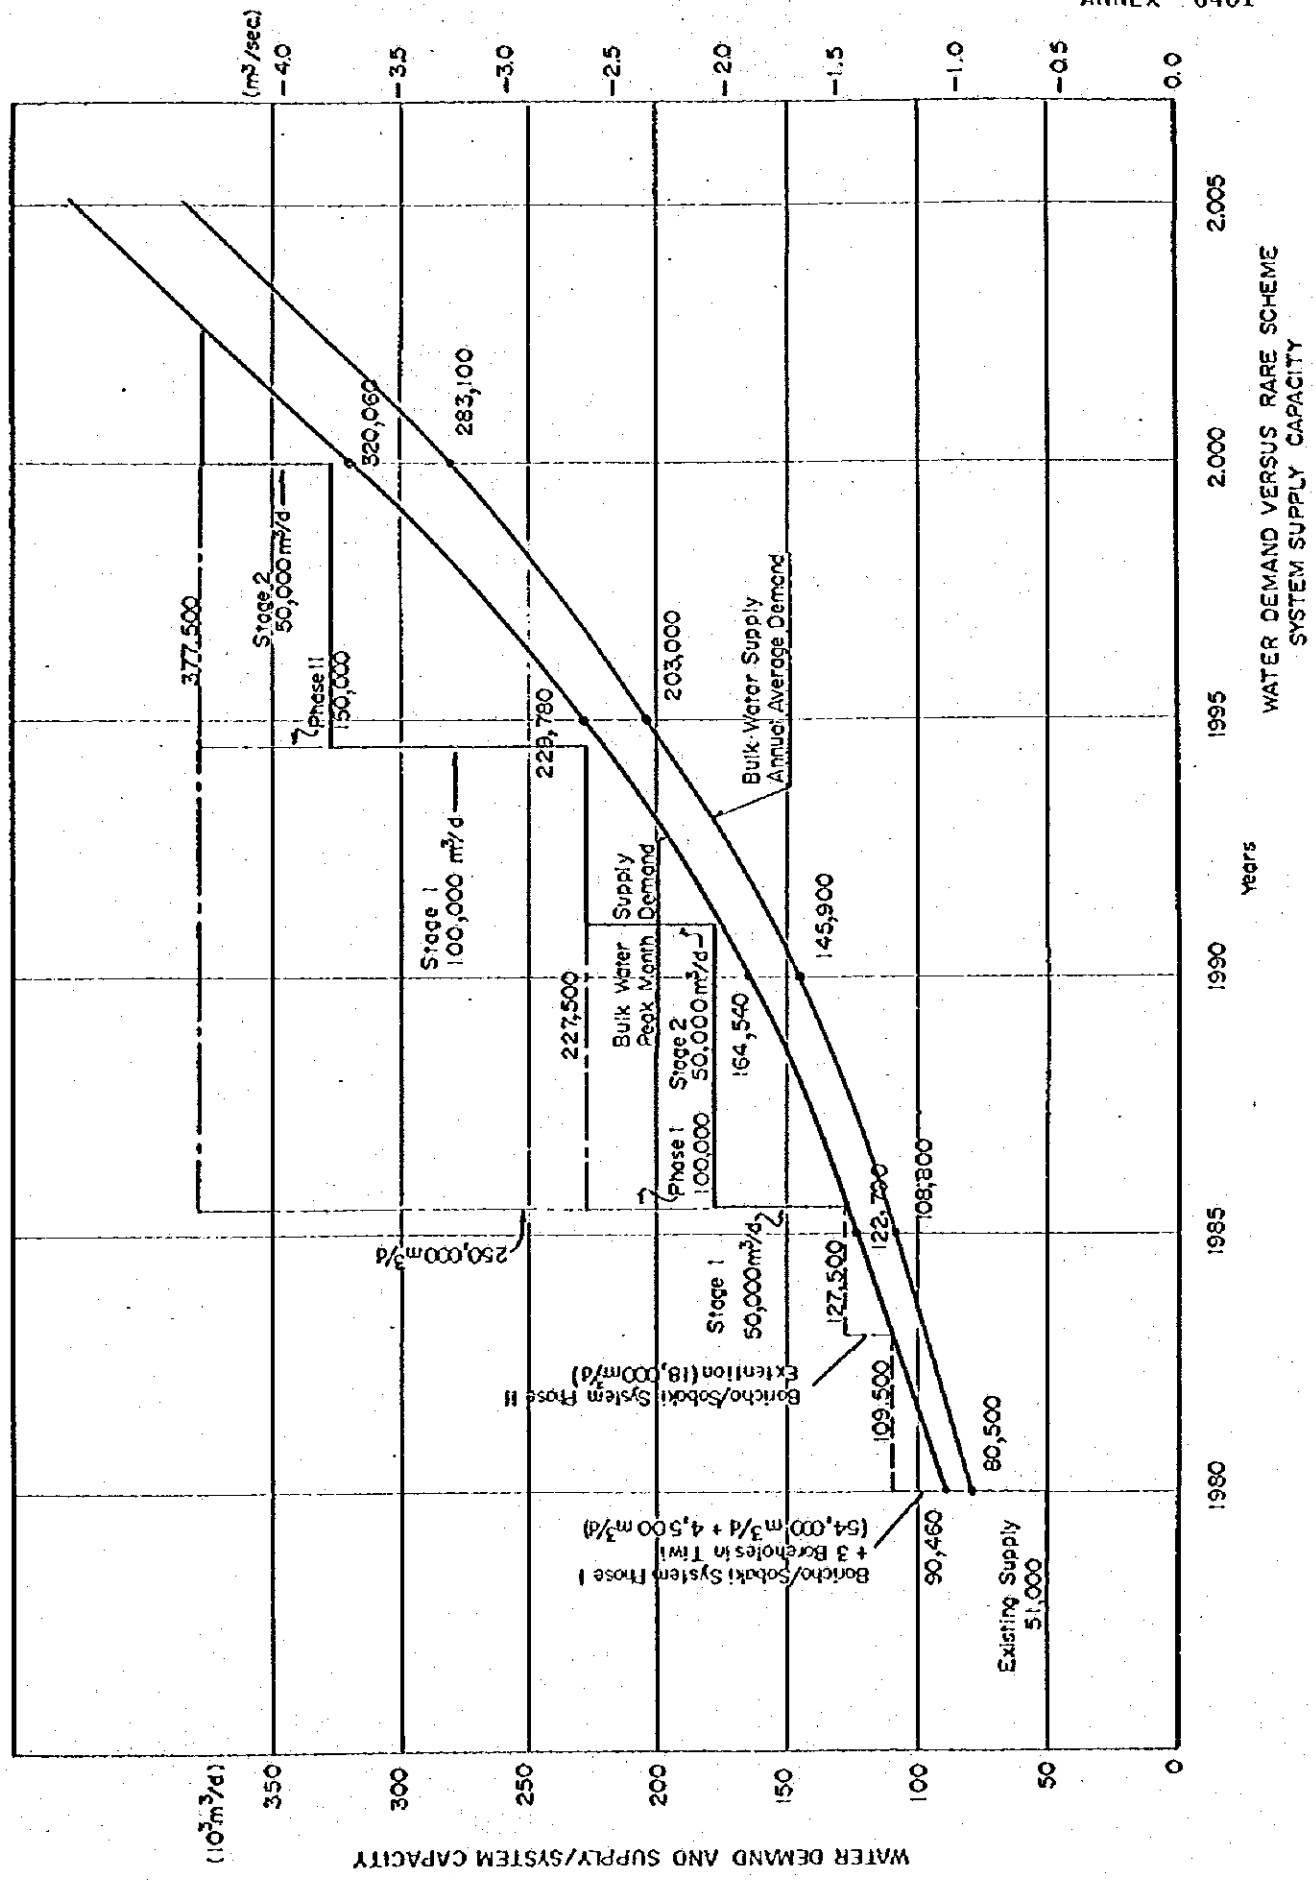 ANNEX
(10³m³/d)
350
300
250
200
150
100
50
0
WATER DEMAND AND SUPPLY/SYSTEM CAPACITY
(m³/sec)
4.0
3.5
3.0
2.5
2.0
1.5
1.0
0.5
0.0
377,500
Stage 2
50,000 m³/d
Phase II
150,000
Stage 1
100,000 m³/d
250,000 m³/d
227,500
Bulk Water Supply
Peak Month Demand
Phase I
100,000
Stage 2
50,000 m³/d
Stage 1
50,000 m³/d
127,500
Baricho/Sabaki System Phase II
Extention (18,000 m³/d)
109,500
Baricho/Sabaki System Phase I
+ 3 Boreholes in Tiwi
(54,000 m³/d + 4,500 m³/d)
Existing Supply
51,000
90,460
80,500
108,800
164,540
145,900
203,000
320,060
283,100
Bulk Water Supply
Annual Average Demand
1980
1985
1990
1995
2.000
2.005
Years
WATER DEMAND VERSUS RARE SCHEME
SYSTEM SUPPLY CAPACITY